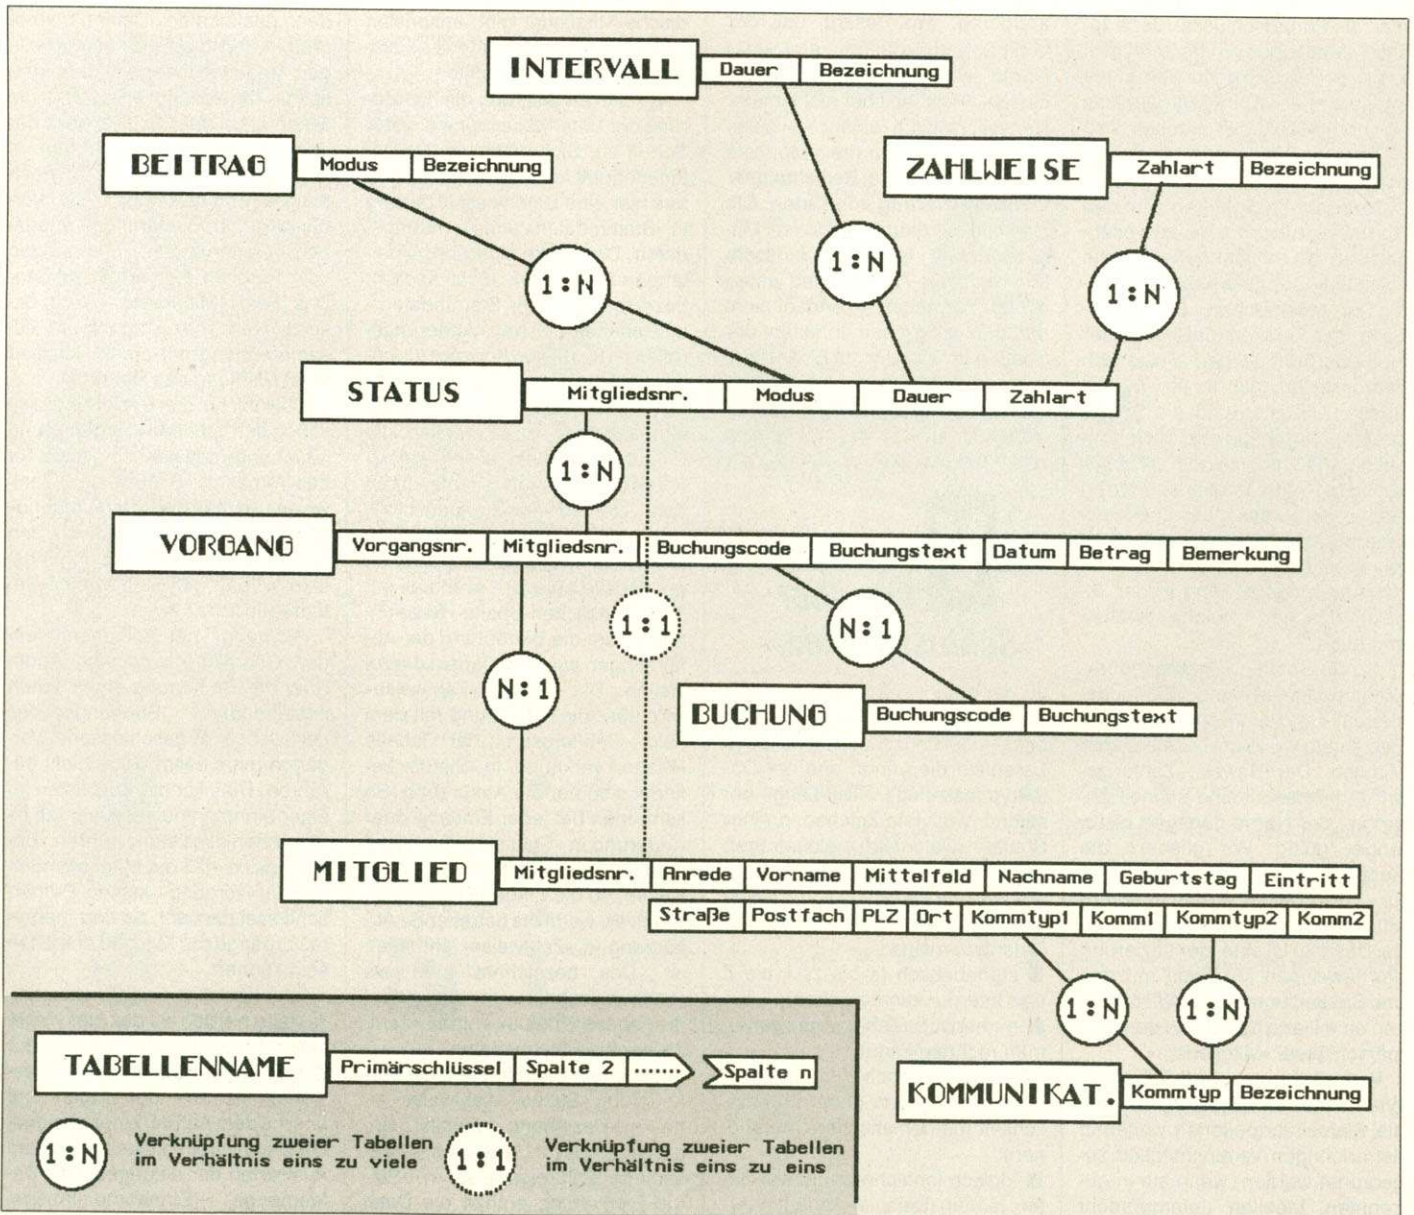 INTERVALL Dauer Bezeichnung
BEITRAG Modus Bezeichnung
ZAHLWEISE Zahlart Bezeichnung
1:N
1:N
1:N
STATUS Mitgliedsnr. Modus Dauer Zahlart
1:N
VORGANG Vorgangsnr. Mitgliedsnr. Buchungscode Buchungstext Datum Betrag Bemerkung
1:1
N:1
N:1
BUCHUNG Buchungscode Buchungstext
MITGLIED Mitgliedsnr. Anrede Vorname Mittelfeld Nachname Geburtstag Eintritt
Straße Postfach PLZ Ort Kommtyp1 Komm1 Kommtyp2 Komm2
1:N
1:N
KOMMUNIKAT. Kommtyp Bezeichnung
TABELLENNAME Primärschlüssel Spalte 2 ....... Spalte n
1:N
Verknüpfung zweier Tabellen
im Verhältnis eins zu viele
1:1
Verknüpfung zweier Tabellen
im Verhältnis eins zu eins